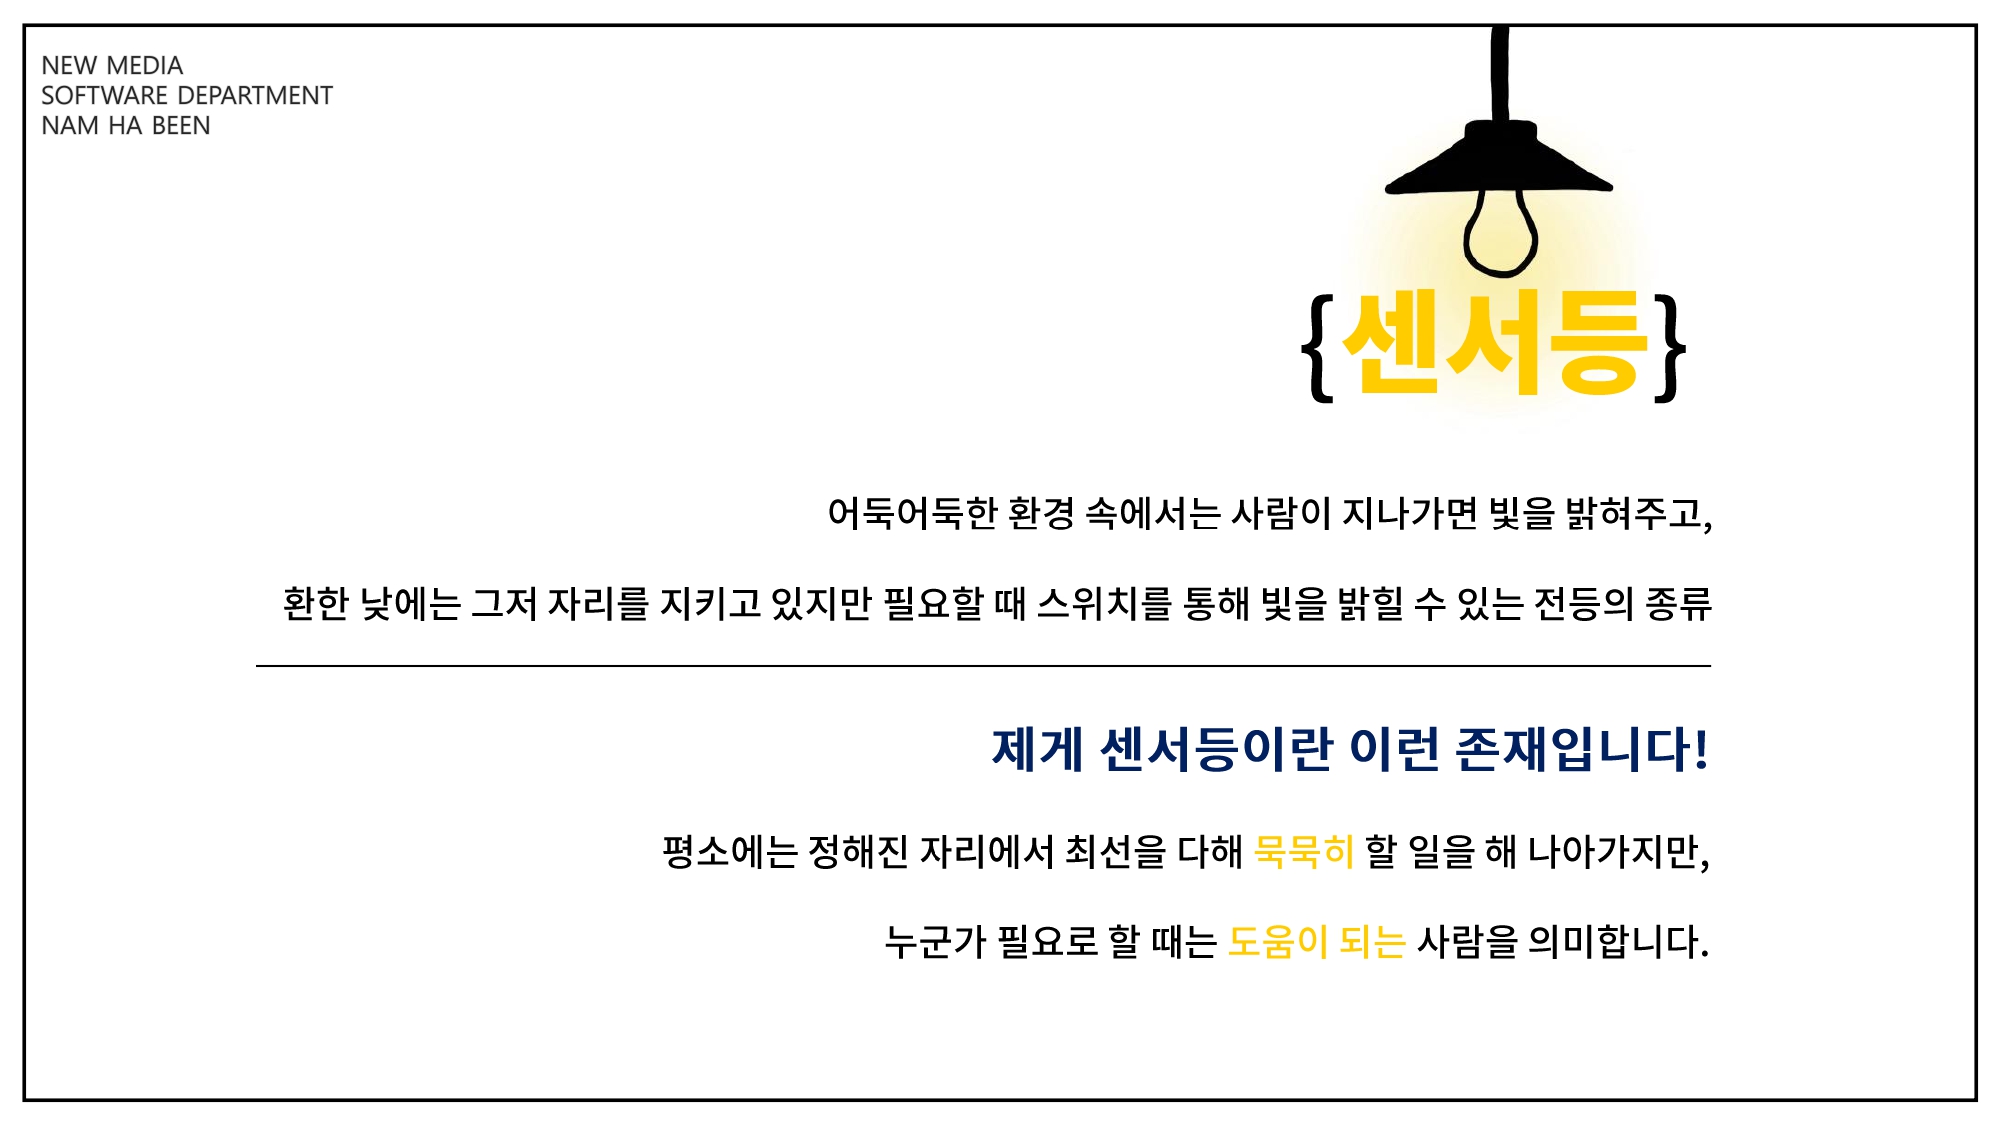 NEW MEDIA
SOFTWARE DEPARTMENT
NAM HA BEEN
{센서등}
어둑어둑한 환경 속에서는 사람이 지나가면 빛을 밝혀주고,
환한 낮에는 그저 자리를 지키고 있지만 필요할 때 스위치를 통해 빛을 밝힐 수 있는 전등의 종류
제게 센서등이란 이런 존재입니다!
평소에는 정해진 자리에서 최선을 다해 묵묵히 할 일을 해 나아가지만,
누군가 필요로 할 때는 도움이 되는 사람을 의미합니다.